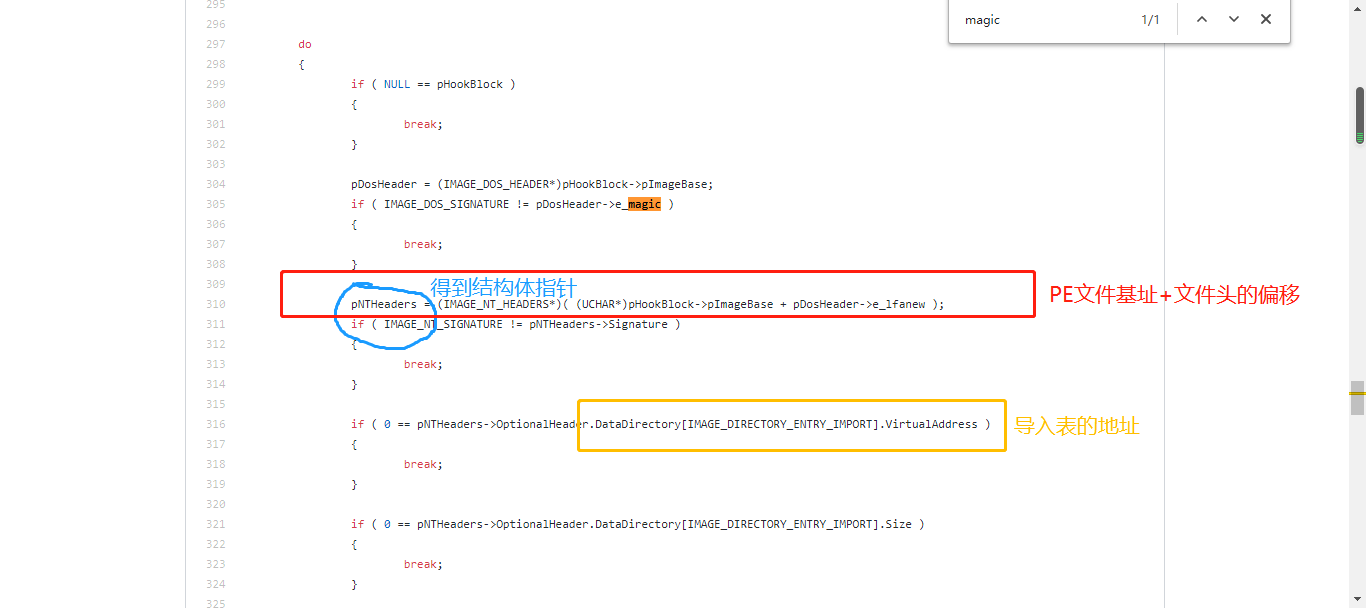 295
296
magic 1/1
297 do
298 {
299 if ( NULL == pHookBlock )
300 {
301 break;
302 }
303
304 pDosHeader = (IMAGE_DOS_HEADER*)pHookBlock->pImageBase;
305 if ( IMAGE_DOS_SIGNATURE != pDosHeader->e_magic )
306 {
307 break;
308 }
309 得到结构体指针
310 pNTHeaders = (IMAGE_NT_HEADERS*)( (UCHAR*)pHookBlock->pImageBase + pDosHeader->e_lfanew ); PE文件基址+文件头的偏移
311 if ( IMAGE_NT_SIGNATURE != pNTHeaders->Signature )
312 {
313 break;
314 }
315
316 if ( 0 == pNTHeaders->OptionalHeader.DataDirectory[IMAGE_DIRECTORY_ENTRY_IMPORT].VirtualAddress ) 导入表的地址
317 {
318 break;
319 }
320
321 if ( 0 == pNTHeaders->OptionalHeader.DataDirectory[IMAGE_DIRECTORY_ENTRY_IMPORT].Size )
322 {
323 break;
324 }
325